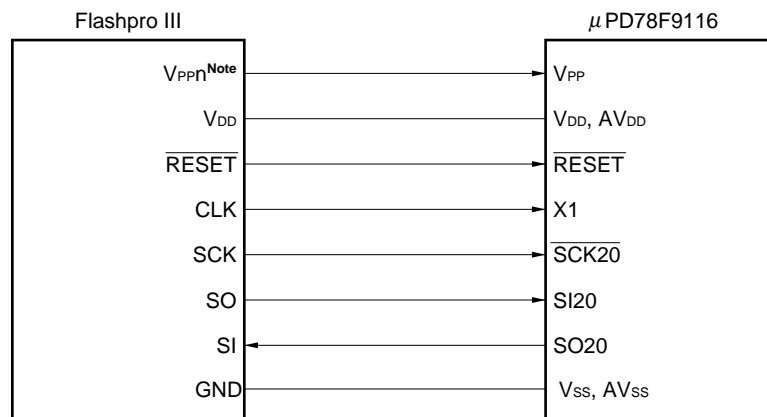 Flashpro III μPD78F9116
VPPnNote VPP
VDD VDD, AVDD
RESET RESET
CLK X1
SCK SCK20
SO SI20
SI SO20
GND VSS, AVSS